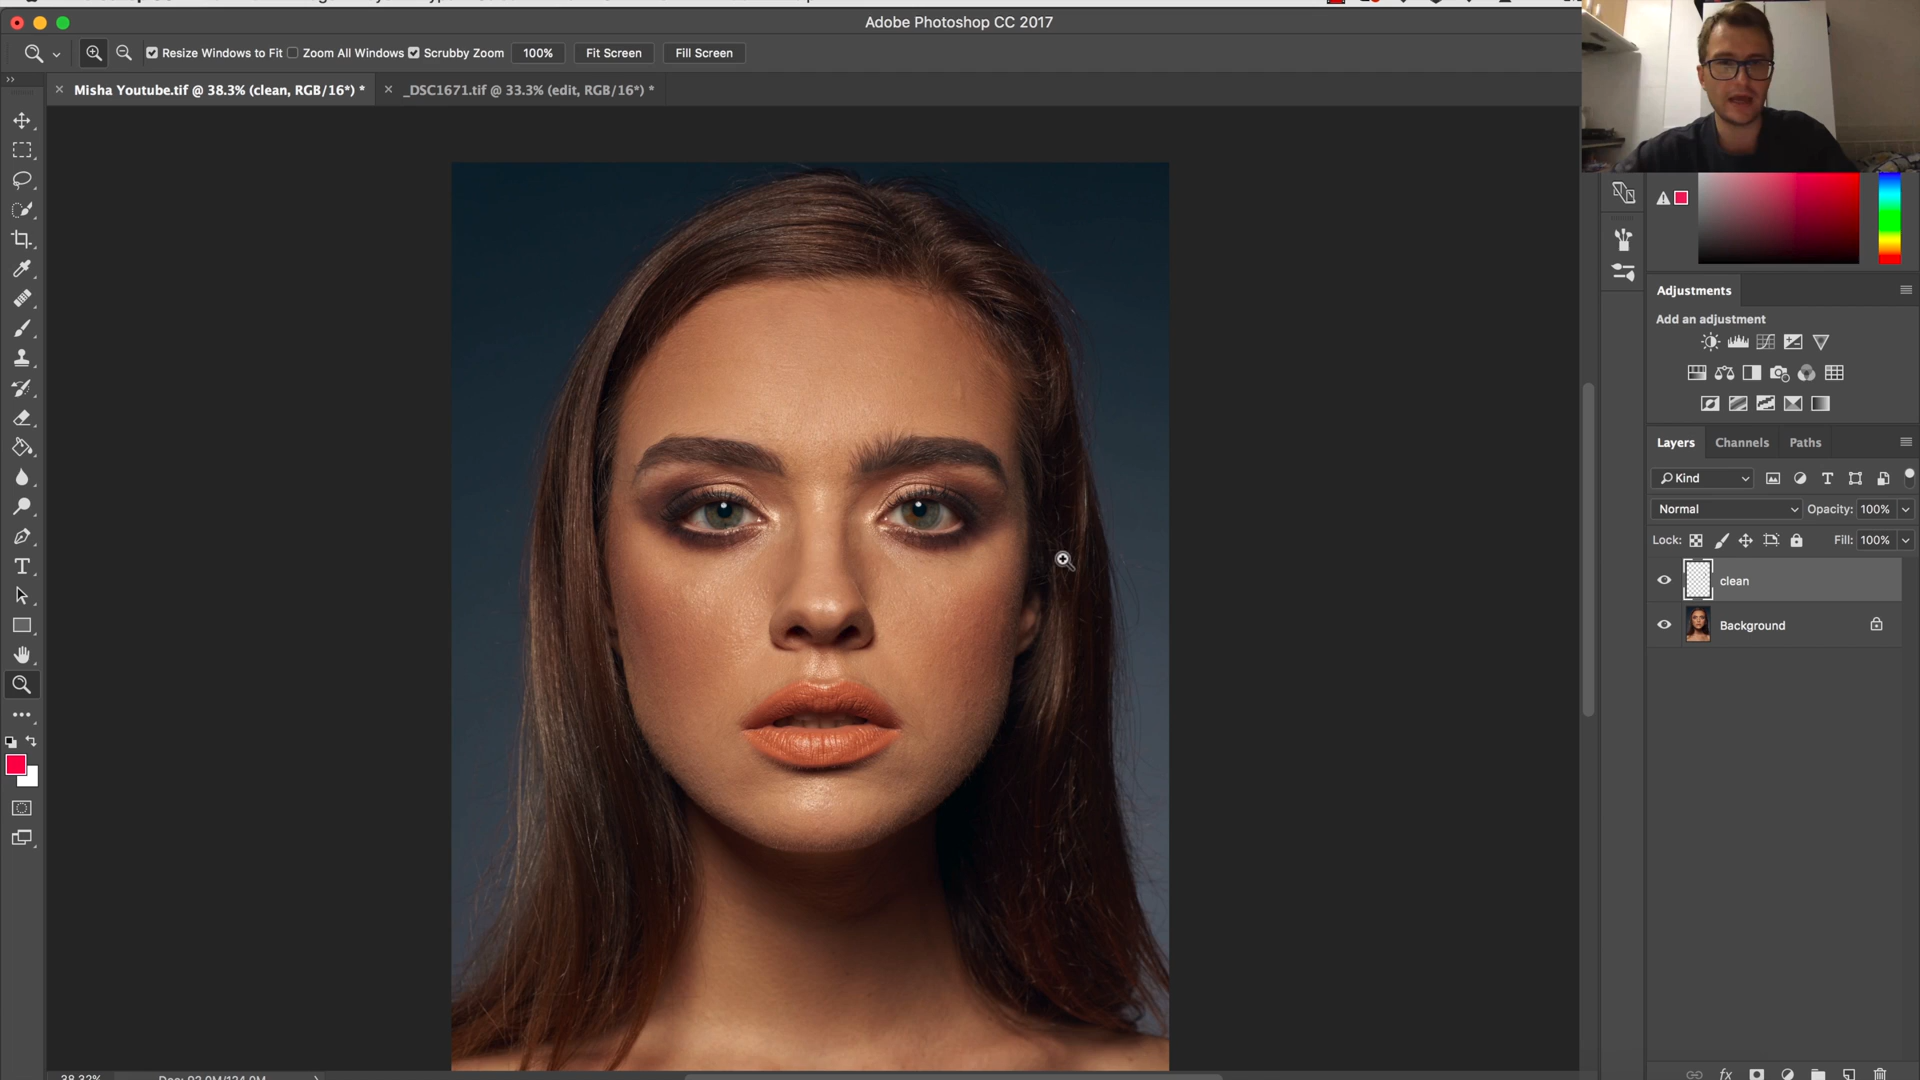 Adobe Photoshop CC 2017
Resize Windows to Fit Zoom All Windows Scrubby Zoom 100% Fit Screen Fill Screen
Misha Youtube.tif @ 38.3% (clean, RGB/16*) * _DSC1671.tif @ 33.3% (edit, RGB/16*) *
Adjustments
Add an adjustment
Layers Channels Paths
Kind
Normal Opacity: 100%
Lock: Fill: 100%
clean
Background